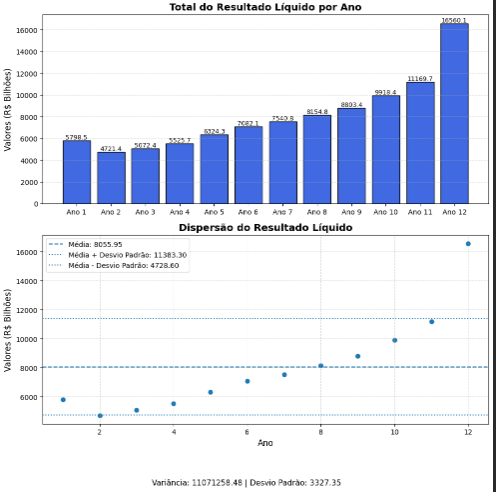 Total do Resultado Líquido por Ano
Valores (R$ Bilhões)
16000
14000
12000
10000
8000
6000
4000
2000
0
5798.5
4721.4
5072.4
5525.7
6324.3
7082.1
7540.8
8154.8
8803.4
9918.4
11169.7
16560.1
Ano 1 Ano 2 Ano 3 Ano 4 Ano 5 Ano 6 Ano 7 Ano 8 Ano 9 Ano 10 Ano 11 Ano 12
Dispersão do Resultado Líquido
Valores (R$ Bilhões)
16000
14000
12000
10000
8000
6000
Média: 8055.95
Média + Desvio Padrão: 11383.30
Média - Desvio Padrão: 4728.60
2 4 6 8 10 12
Ano
Variância: 11071258.48 | Desvio Padrão: 3327.35